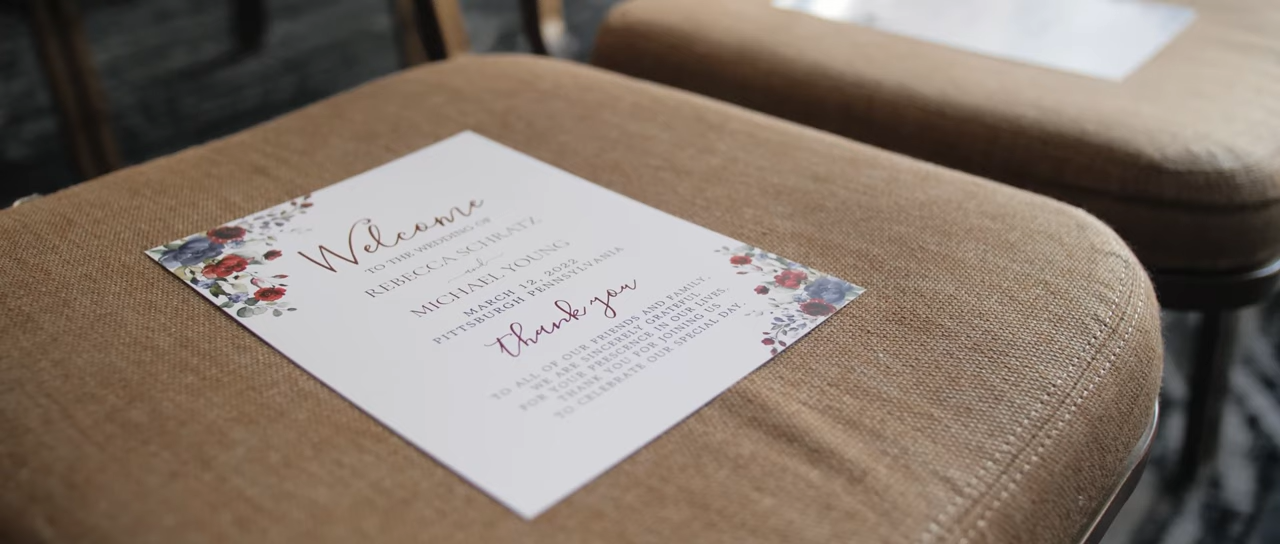 Welcome
TO THE WEDDING OF
REBECCA SCHRATZ
and
MICHAEL YOUNG
MARCH 12, 2022
PITTSBURGH PENNSYLVANIA
thank you
TO ALL OF OUR FRIENDS AND FAMILY,
WE ARE SINCERELY GRATEFUL
FOR YOUR PRESCENCE IN OUR LIVES.
THANK YOU FOR JOINING US
TO CELEBRATE OUR SPECIAL DAY.